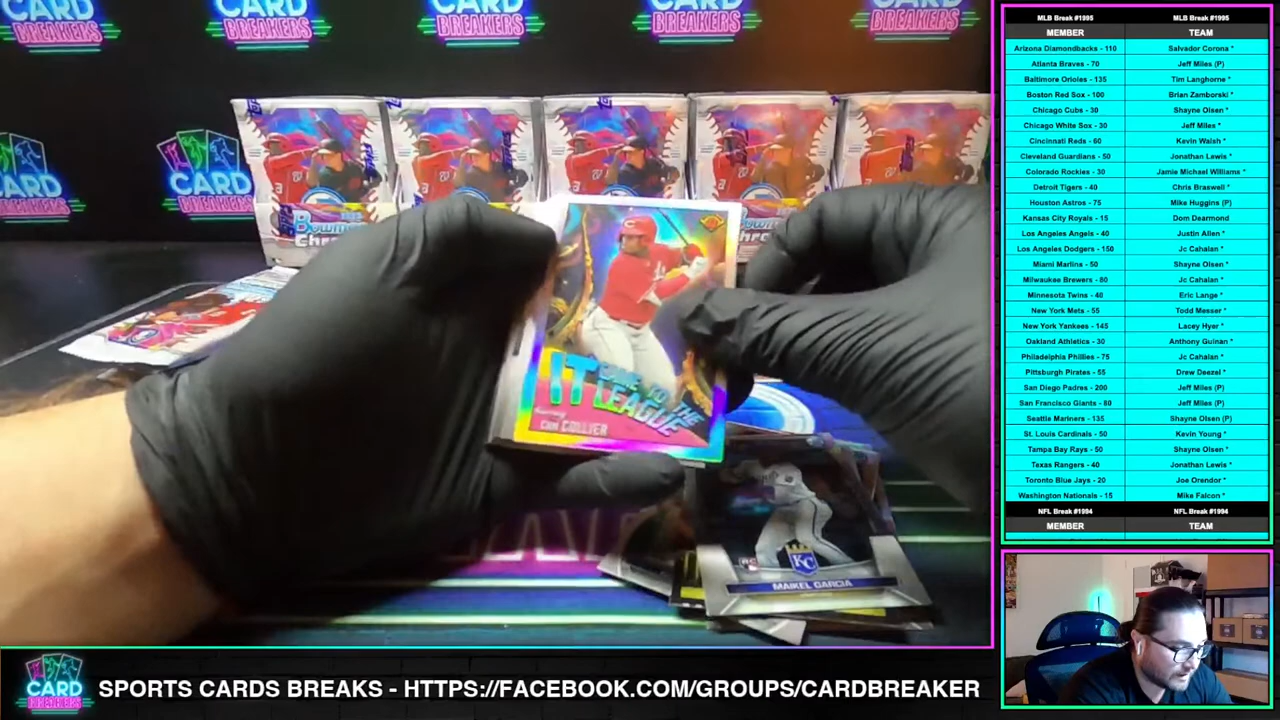 CARD
BREAKERS
CARD
BREAKERS
CARD
BREAKERS
CARD
BREAKERS
CARD
BREAKERS
CARD
BREAKERS
CARD
BREAKERS
Bowman
Chrome
IT
LEAGUE
CAM COLLIER
KC
MAIKEL GARCIA
MLB Break #1995 MLB Break #1995
MEMBER TEAM
Arizona Diamondbacks - 110 Salvador Corona *
Atlanta Braves - 70 Jeff Miles (P)
Baltimore Orioles - 135 Tim Langhorne *
Boston Red Sox - 100 Brian Zamborski *
Chicago Cubs - 30 Shayne Olsen *
Chicago White Sox - 30 Jeff Miles *
Cincinnati Reds - 60 Kevin Walsh *
Cleveland Guardians - 50 Jonathan Lewis *
Colorado Rockies - 30 Jamie Michael Williams *
Detroit Tigers - 40 Chris Braswell *
Houston Astros - 75 Mike Huggins (P)
Kansas City Royals - 15 Dom Dearmond
Los Angeles Angels - 40 Justin Allen *
Los Angeles Dodgers - 150 Jc Cahalan *
Miami Marlins - 50 Shayne Olsen *
Milwaukee Brewers - 80 Jc Cahalan *
Minnesota Twins - 40 Eric Lange *
New York Mets - 55 Todd Messer *
New York Yankees - 145 Lacey Hyer *
Oakland Athletics - 30 Anthony Guinan *
Philadelphia Phillies - 75 Jc Cahalan *
Pittsburgh Pirates - 55 Drew Deezel *
San Diego Padres - 200 Jeff Miles (P)
San Francisco Giants - 80 Jeff Miles (P)
Seattle Mariners - 135 Shayne Olsen (P)
St. Louis Cardinals - 50 Kevin Young *
Tampa Bay Rays - 50 Shayne Olsen *
Texas Rangers - 40 Jonathan Lewis *
Toronto Blue Jays - 20 Joe Orendor *
Washington Nationals - 15 Mike Falcon *
NFL Break #1994 NFL Break #1994
MEMBER TEAM
CARD
BREAKERS
SPORTS CARDS BREAKS - HTTPS://FACEBOOK.COM/GROUPS/CARDBREAKER